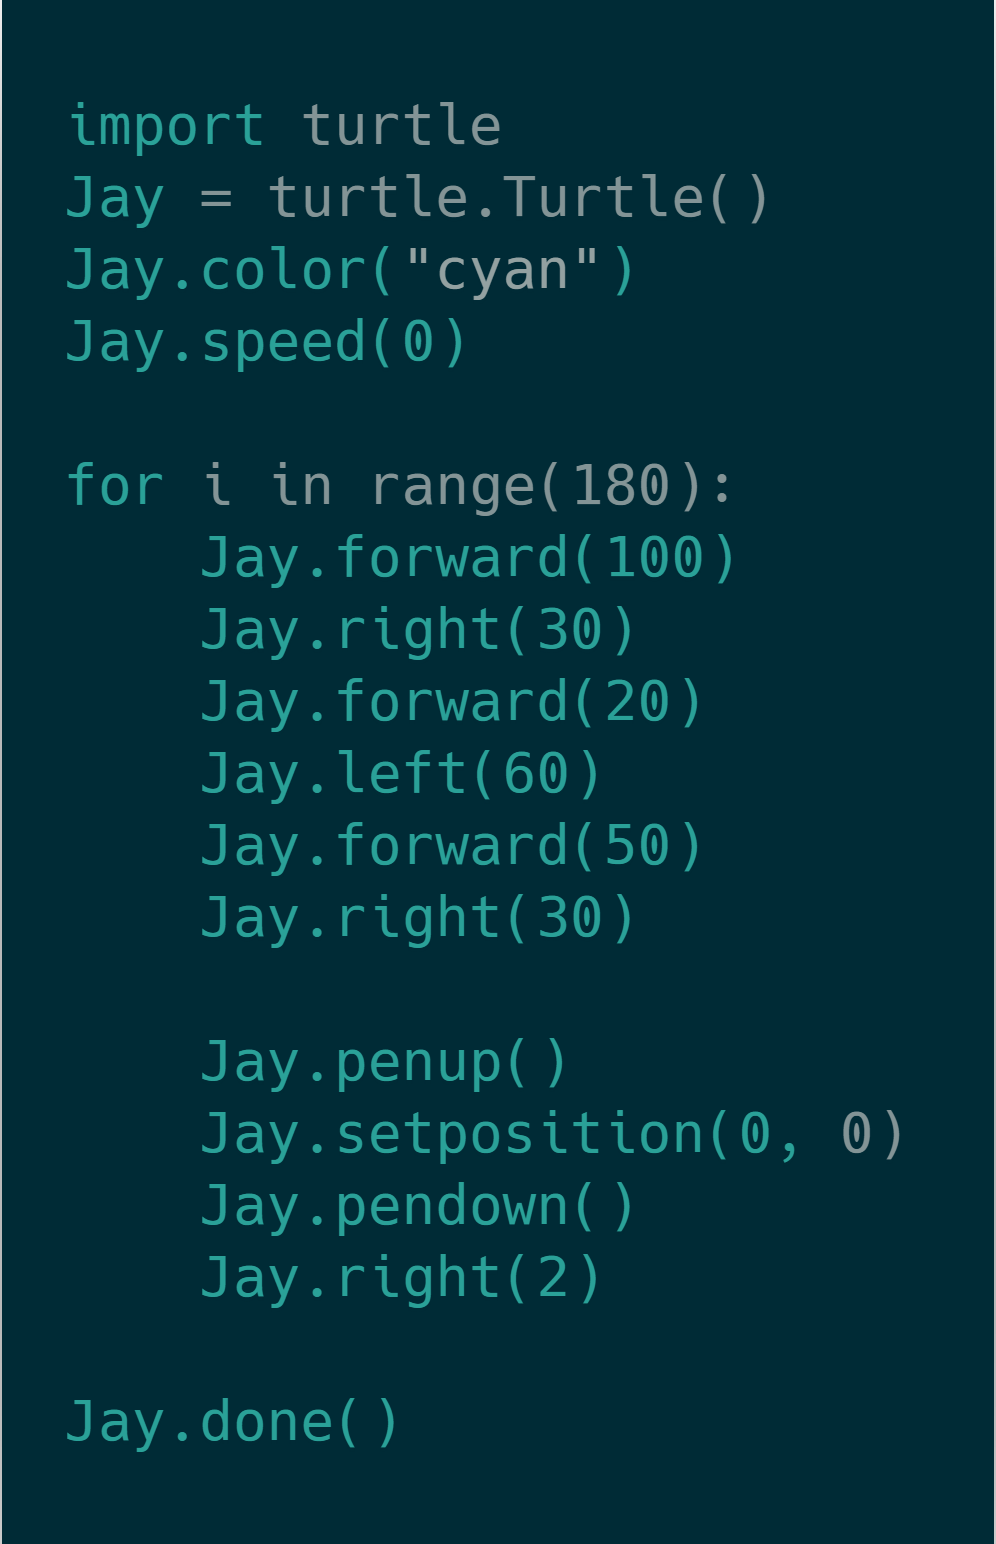 import turtle
Jay = turtle.Turtle()
Jay.color("cyan")
Jay.speed(0)

for i in range(180):
    Jay.forward(100)
    Jay.right(30)
    Jay.forward(20)
    Jay.left(60)
    Jay.forward(50)
    Jay.right(30)

    Jay.penup()
    Jay.setposition(0, 0)
    Jay.pendown()
    Jay.right(2)

Jay.done()